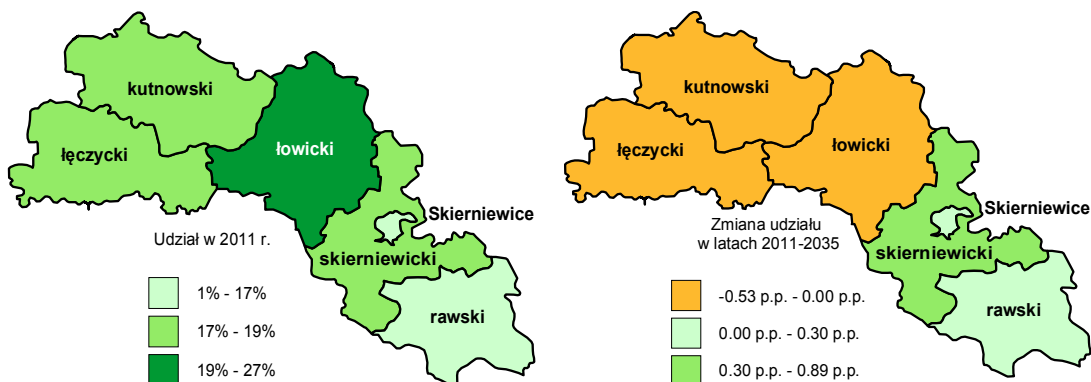 kutnowski
łęczycki
łowicki
Skierniewice
skierniewicki
rawski
Udział w 2011 r.
1% - 17%
17% - 19%
19% - 27%
kutnowski
łęczycki
łowicki
Skierniewice
skierniewicki
rawski
Zmiana udziału
w latach 2011-2035
-0.53 p.p. - 0.00 p.p.
0.00 p.p. - 0.30 p.p.
0.30 p.p. - 0.89 p.p.